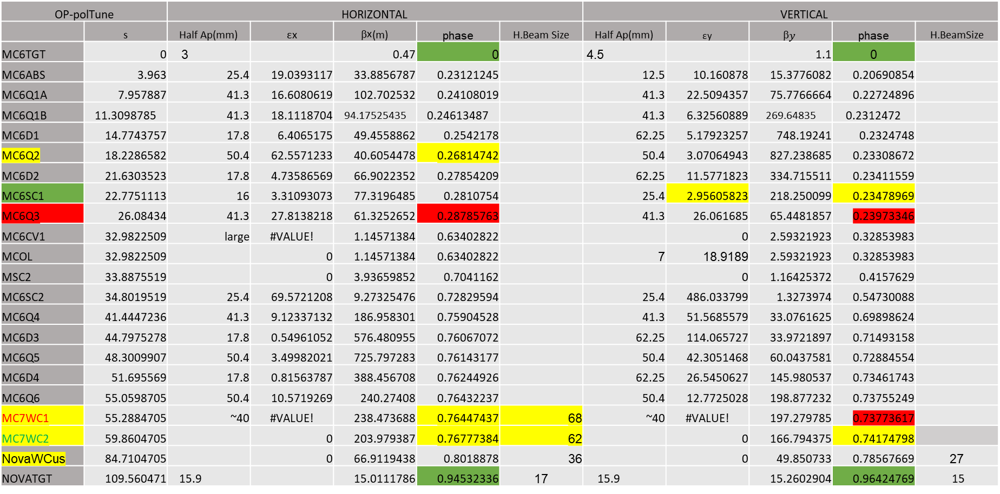 OP-polTune HORIZONTAL VERTICAL
s Half Ap(mm) εx βx(m) phase H.Beam Size Half Ap(mm) εy βy phase H.BeamSize
MC6TGT 0 3 0.47 0 4.5 1.1 0
MC6ABS 3.963 25.4 19.0393117 33.8856787 0.23121245 12.5 10.160878 15.3776082 0.20690854
MC6Q1A 7.957887 41.3 16.6080619 102.702532 0.24108019 41.3 22.5094357 75.7766664 0.22724896
MC6Q1B 11.3098785 41.3 18.1118704 94.17525435 0.24613487 41.3 6.32560889 269.64835 0.2312472
MC6D1 14.7743757 17.8 6.4065175 49.4558862 0.2542178 62.25 5.17923257 748.19241 0.2324748
MC6Q2 18.2286582 50.4 62.5571233 40.6054478 0.26814742 50.4 3.07064943 827.238685 0.23308672
MC6D2 21.6303523 17.8 4.73586569 66.9022352 0.27854209 62.25 11.5771823 334.715511 0.23411559
MC6SC1 22.7751113 16 3.31093073 77.3196485 0.2810754 25.4 2.95605823 218.250099 0.23478969
MC6Q3 26.08434 41.3 27.8138218 61.3252652 0.28785763 41.3 26.061685 65.4481857 0.23973346
MC6CV1 32.9822509 large #VALUE! 1.14571384 0.63402822 0 2.59321923 0.32853983
MCOL 32.9822509 0 1.14571384 0.63402822 7 18.9189 2.59321923 0.32853983
MSC2 33.8875519 0 3.93659852 0.7041162 0 1.16425372 0.4157629
MC6SC2 34.8019519 25.4 69.5721208 9.27325476 0.72829594 25.4 486.033799 1.3273974 0.54730088
MC6Q4 41.4447236 41.3 9.12337132 186.958301 0.75904528 41.3 51.5685579 33.0761625 0.69898624
MC6D3 44.7975278 17.8 0.54961052 576.480955 0.76067072 62.25 114.065727 33.9721897 0.71493158
MC6Q5 48.3009907 50.4 3.49982021 725.797283 0.76143177 50.4 42.3051468 60.0437581 0.72884554
MC6D4 51.695569 17.8 0.81563787 388.456708 0.76244926 62.25 26.5450627 145.980537 0.73461743
MC6Q6 55.0598705 50.4 10.5719269 240.27408 0.76432237 50.4 12.7725028 198.877232 0.73755249
MC7WC1 55.2884705 ~40 #VALUE! 238.473688 0.76447437 68 ~40 #VALUE! 197.279785 0.73773617
MC7WC2 59.8604705 0 203.979387 0.76777384 62 0 166.794375 0.74174798
NovaWCus 84.7104705 0 66.9119438 0.8018878 36 0 49.850733 0.78567669 27
NOVATGT 109.560471 15.9 15.0111786 0.94532336 17 15.9 15.2602904 0.96424769 15